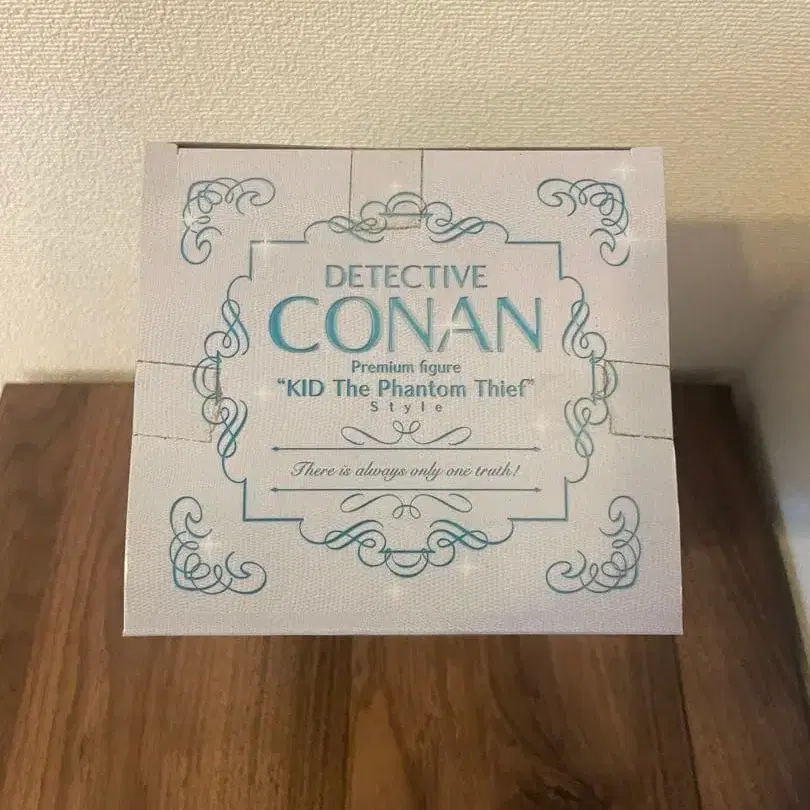 DETECTIVE
CONAN
Premium figure
"KID The Phantom Thief"
Style
There is always only one truth!